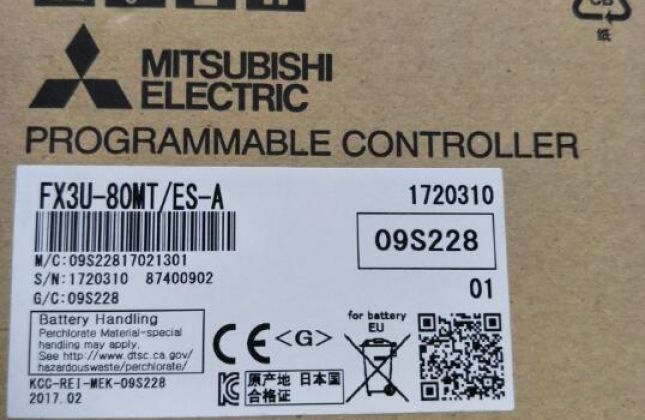 纸
MITSUBISHI
ELECTRIC
PROGRAMMABLE CONTROLLER
FX3U-80MT/ES-A 1720310
09S228
M/C:09S22817021301
S/N:1720310 87400902
G/C:09S228
01
Battery Handling
Perchlorate Material-special
handling may apply.
See http://www.dtsc.ca.gov/
hazardouswaste/perchlorate/
CE <G>
for battery
EU
KC
原产地 日本国
合格证
KCC-REI-MEK-09S228
2017.02